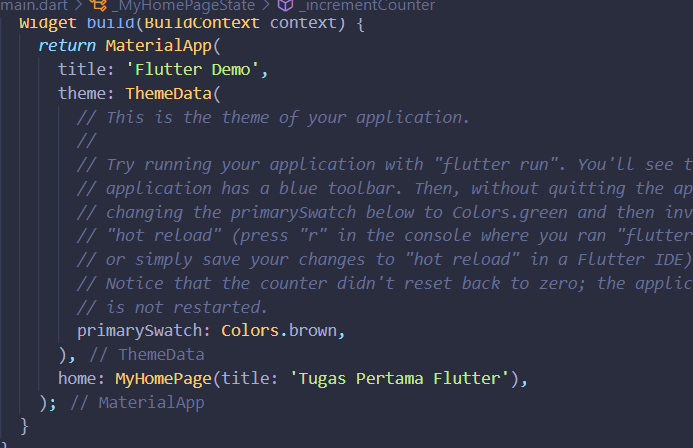 main.dart > _MyHomePageState > _incrementCounter
Widget build(BuildContext context) {
return MaterialApp(
title: 'Flutter Demo',
theme: ThemeData(
// This is the theme of your application.
//
// Try running your application with "flutter run". You'll see t
// application has a blue toolbar. Then, without quitting the ap
// changing the primarySwatch below to Colors.green and then inv
// "hot reload" (press "r" in the console where you ran "flutter
// or simply save your changes to "hot reload" in a Flutter IDE)
// Notice that the counter didn't reset back to zero; the applic
// is not restarted.
primarySwatch: Colors.brown,
), // ThemeData
home: MyHomePage(title: 'Tugas Pertama Flutter'),
); // MaterialApp
}
}